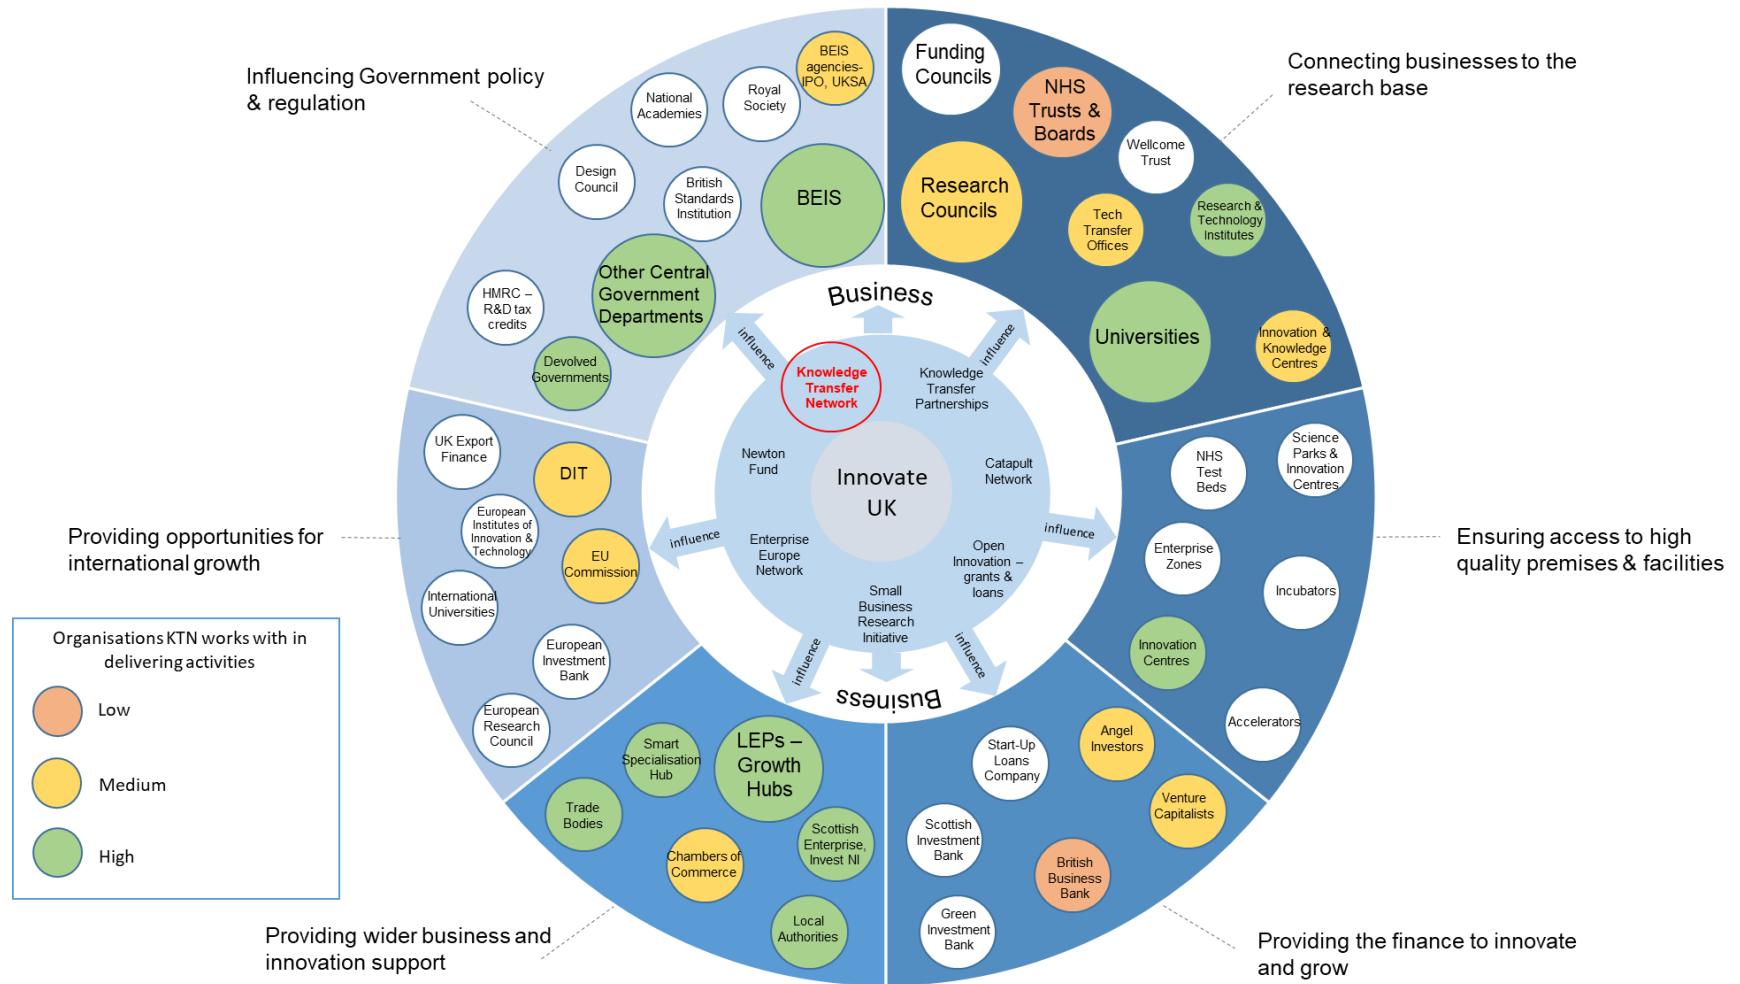 Influencing Government policy
& regulation
BEIS
agencies-
IPO, UKSA
Royal
Society
National
Academies
Design
Council
British
Standards
Institution
BEIS
Other Central
Government
Departments
HMRC –
R&D tax
credits
Devolved
Governments
Connecting businesses to the
research base
Funding
Councils
NHS
Trusts &
Boards
Wellcome
Trust
Research
Councils
Tech
Transfer
Offices
Research &
Technology
Institutes
Universities
Innovation &
Knowledge
Centres
Business
influence
influence
Knowledge
Transfer
Network
Knowledge
Transfer
Partnerships
Newton
Fund
Catapult
Network
Innovate
UK
Enterprise
Europe
Network
Open
Innovation –
grants &
loans
Small
Business
Research
Initiative
influence
influence
influence
influence
Business
Providing opportunities for
international growth
UK Export
Finance
DIT
European
Institutes of
Innovation &
Technology
EU
Commission
International
Universities
European
Investment
Bank
European
Research
Council
Ensuring access to high
quality premises & facilities
NHS
Test
Beds
Science
Parks &
Innovation
Centres
Enterprise
Zones
Incubators
Innovation
Centres
Accelerators
Organisations KTN works with in
delivering activities
Low
Medium
High
Providing wider business and
innovation support
Smart
Specialisation
Hub
LEPs –
Growth
Hubs
Trade
Bodies
Scottish
Enterprise,
Invest NI
Chambers of
Commerce
Local
Authorities
Providing the finance to innovate
and grow
Start-Up
Loans
Company
Angel
Investors
Venture
Capitalists
Scottish
Investment
Bank
British
Business
Bank
Green
Investment
Bank